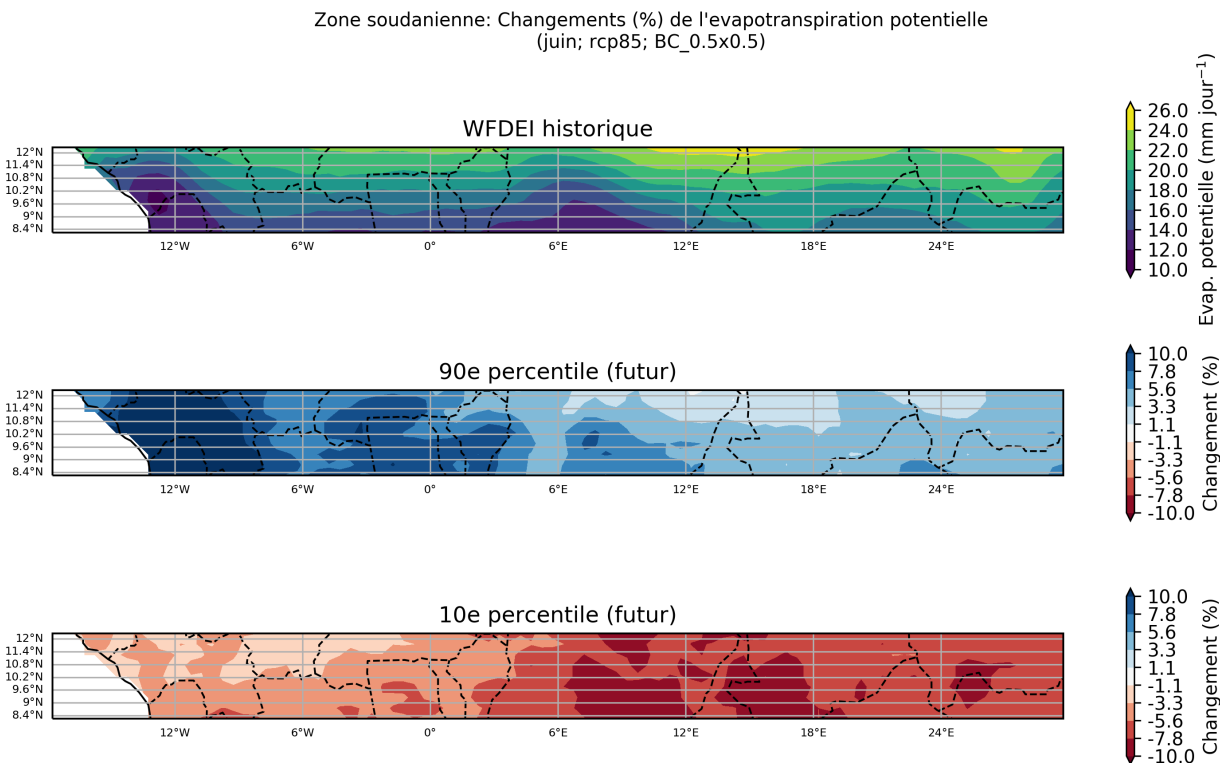 Zone soudanienne: Changements (%) de l'evapotranspiration potentielle
(juin; rcp85; BC_0.5x0.5)
WFDEI historique
12°N
11.4°N
10.8°N
10.2°N
9.6°N
9°N
8.4°N
12°W 6°W 0° 6°E 12°E 18°E 24°E
26.0
24.0
22.0
20.0
18.0
16.0
14.0
12.0
10.0
Evap. potentielle (mm jour⁻¹)
90e percentile (futur)
12°N
11.4°N
10.8°N
10.2°N
9.6°N
9°N
8.4°N
12°W 6°W 0° 6°E 12°E 18°E 24°E
10.0
7.8
5.6
3.3
1.1
-1.1
-3.3
-5.6
-7.8
-10.0
Changement (%)
10e percentile (futur)
12°N
11.4°N
10.8°N
10.2°N
9.6°N
9°N
8.4°N
12°W 6°W 0° 6°E 12°E 18°E 24°E
10.0
7.8
5.6
3.3
1.1
-1.1
-3.3
-5.6
-7.8
-10.0
Changement (%)